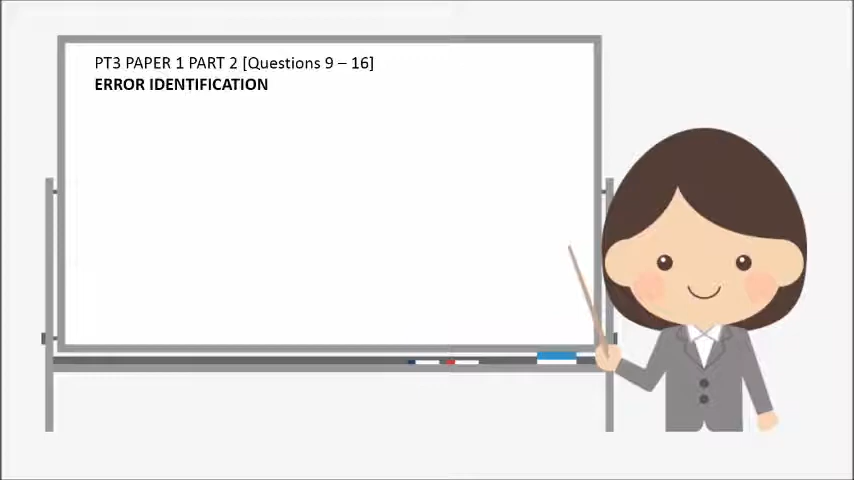 PT3 PAPER 1 PART 2 [Questions 9 – 16]
ERROR IDENTIFICATION